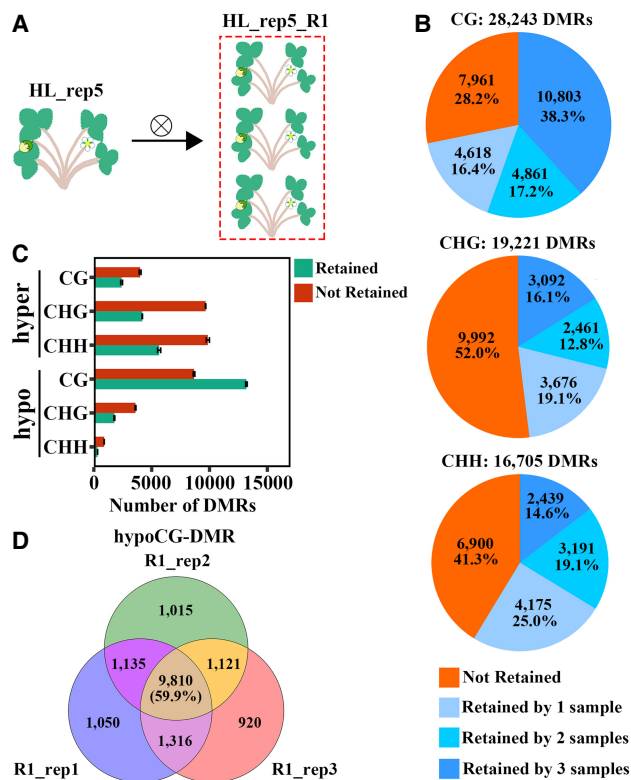 A
HL_rep5
HL_rep5_R1
B
CG: 28,243 DMRs
7,961
28.2%
10,803
38.3%
4,618
16.4%
4,861
17.2%
CHG: 19,221 DMRs
9,992
52.0%
3,092
16.1%
2,461
12.8%
3,676
19.1%
CHH: 16,705 DMRs
6,900
41.3%
2,439
14.6%
3,191
19.1%
4,175
25.0%
Not Retained
Retained by 1 sample
Retained by 2 samples
Retained by 3 samples
C
Retained
Not Retained
hyper
CG
CHG
CHH
hypo
CG
CHG
CHH
0 5000 10000 15000
Number of DMRs
D
hypoCG-DMR
R1_rep2
1,015
1,135
1,121
9,810
(59.9%)
1,050
1,316
920
R1_rep1
R1_rep3